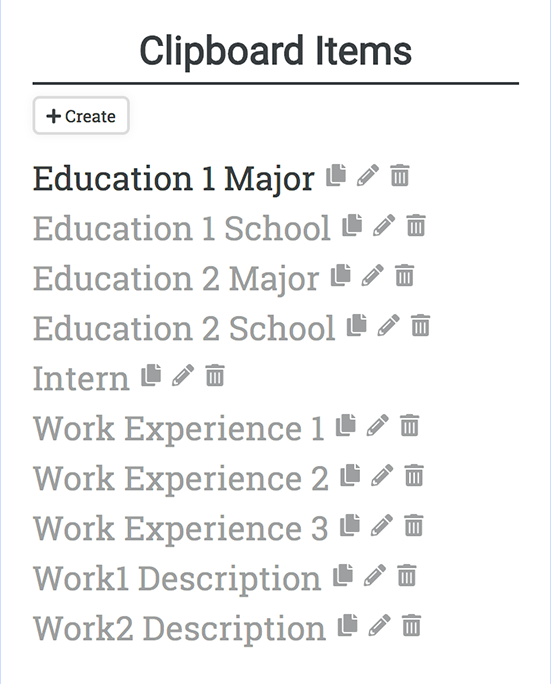 Clipboard Items
Create
Education 1 Major
Education 1 School
Education 2 Major
Education 2 School
Intern
Work Experience 1
Work Experience 2
Work Experience 3
Work1 Description
Work2 Description